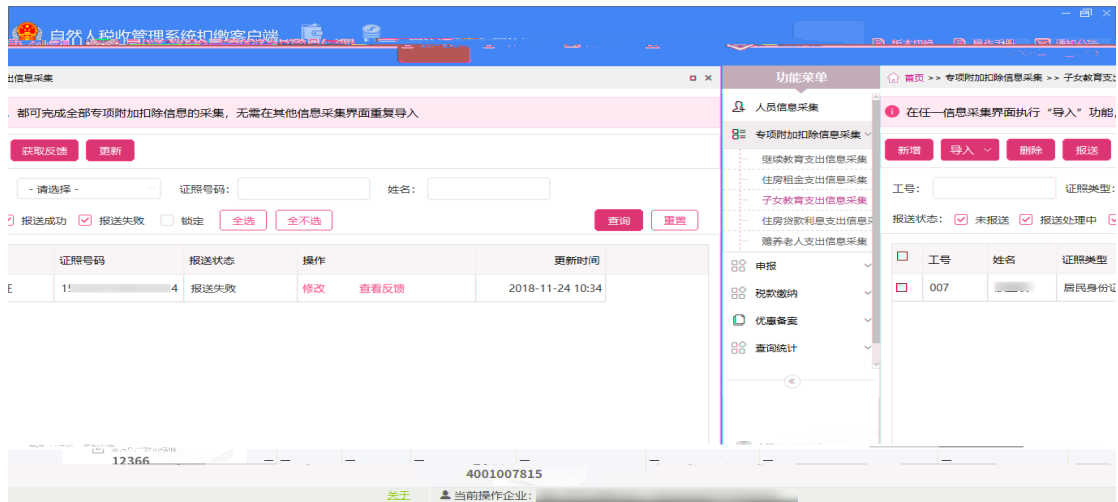 自然人税收管理系统扣缴客户端
版本切换 操作手册 通知公告
出信息采集
都可完成全部专项附加扣除信息的采集，无需在其他信息采集界面重复导入
获取反馈 更新
- 请选择 - 证照号码： 姓名：
报送成功 报送失败 锁定 全选 全不选 查询 重置
证照号码 报送状态 操作 更新时间
1 4 报送失败 修改 查看反馈 2018-11-24 10:34
功能菜单
人员信息采集
专项附加扣除信息采集
继续教育支出信息采集
住房租金支出信息采集
子女教育支出信息采集
住房贷款利息支出信息采
赡养老人支出信息采集
申报
税款缴纳
优惠备案
查询统计
首页 >> 专项附加扣除信息采集 >> 子女教育支出
在任一信息采集界面执行“导入”功能，
新增 导入 删除 报送
工号： 证照类型：
报送状态： 未报送 报送处理中
工号 姓名 证照类型
007 居民身份证
12366
4001007815
关于 当前操作企业：